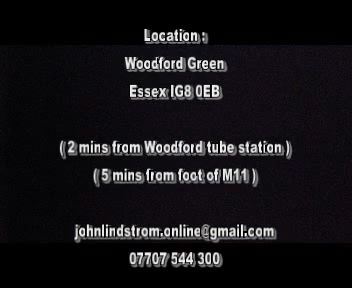 Location :
Woodford Green
Essex IG8 0EB
( 2 mins from Woodford tube station )
( 5 mins from foot of M11 )
johnlindstrom.online@gmail.com
07707 544 300